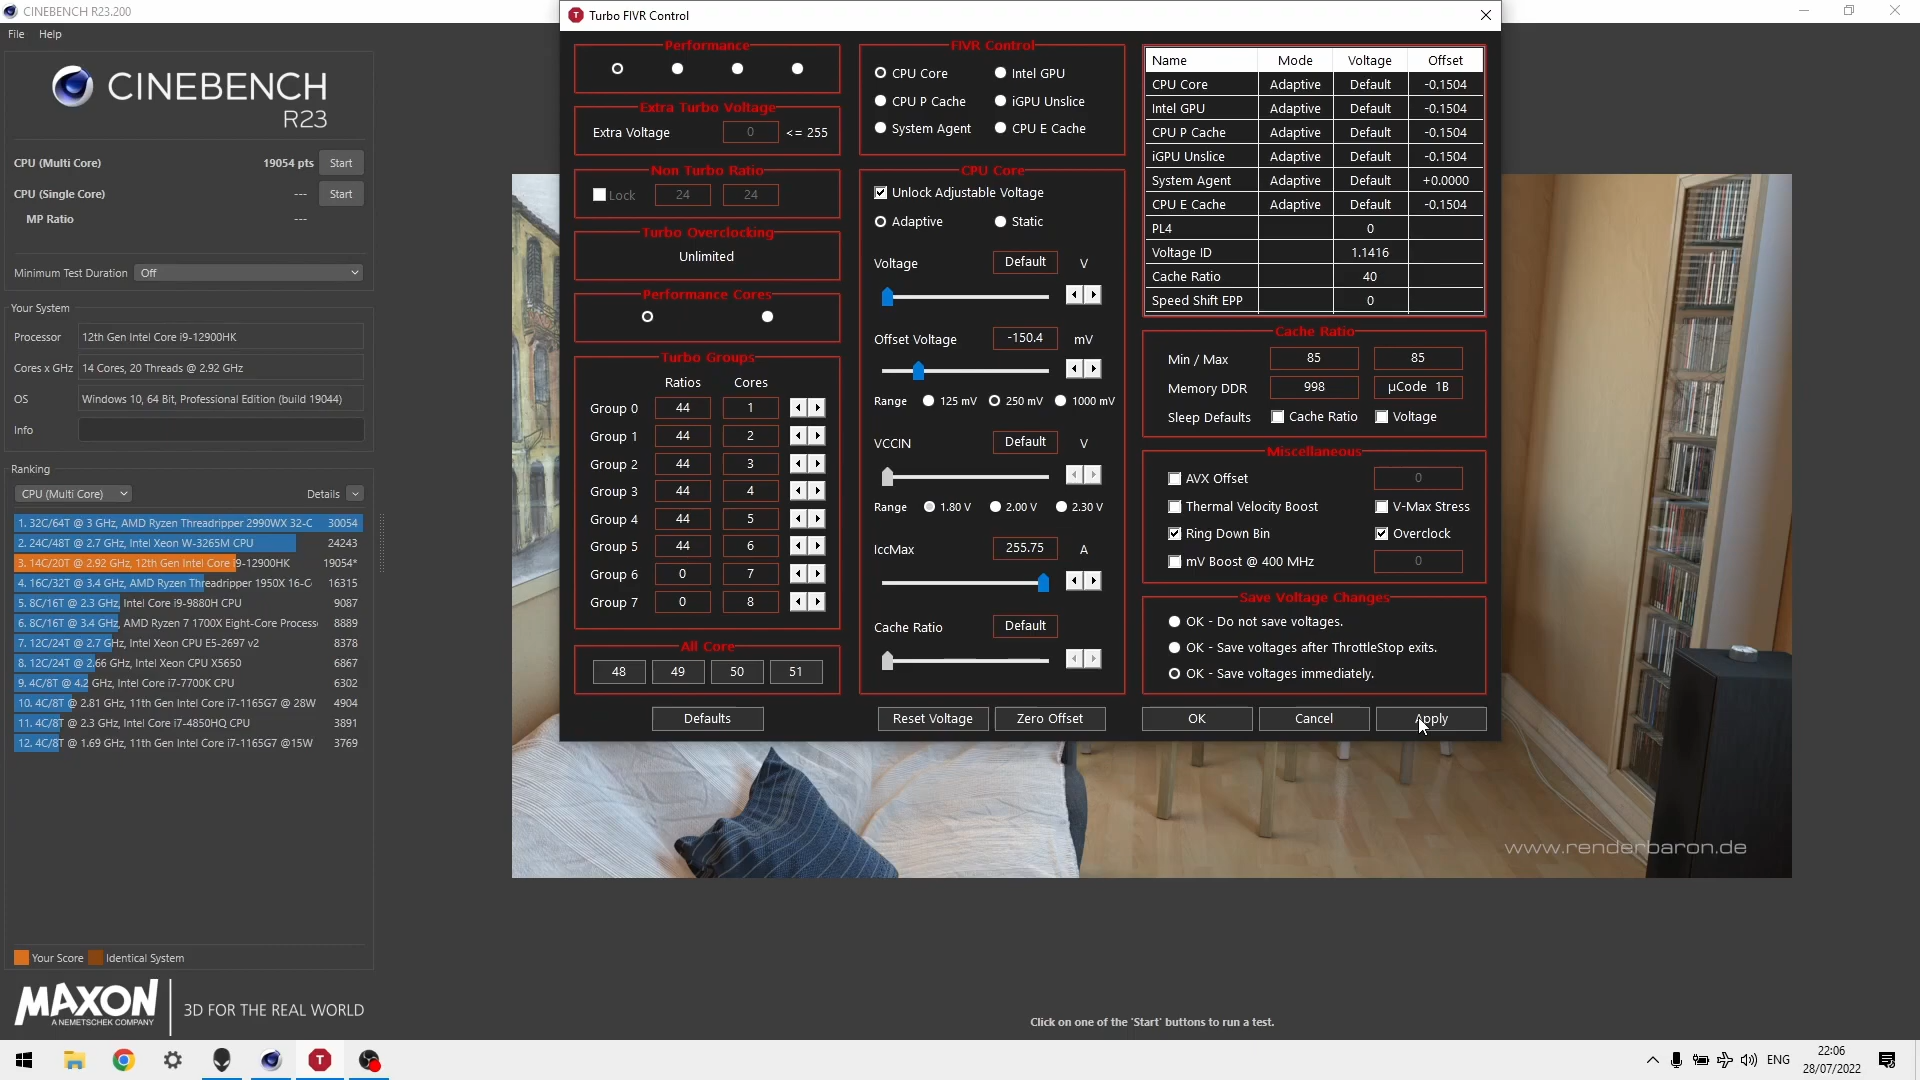 CINEBENCH R23.200
File Help
CINEBENCH
R23
CPU (Multi Core) 19054 pts Start
CPU (Single Core) --- Start
MP Ratio ---
Minimum Test Duration Off
Your System
Processor 12th Gen Intel Core i9-12900HK
Cores x GHz 14 Cores, 20 Threads @ 2.92 GHz
OS Windows 10, 64 Bit, Professional Edition (build 19044)
Info
Ranking
CPU (Multi Core) Details
1. 32C/64T @ 3 GHz, AMD Ryzen Threadripper 2990WX 32-C 30054
2. 24C/48T @ 2.7 GHz, Intel Xeon W-3265M CPU 24243
3. 14C/20T @ 2.92 GHz, 12th Gen Intel Core i9-12900HK 19054*
4. 16C/32T @ 3.4 GHz, AMD Ryzen Threadripper 1950X 16-C 16315
5. 8C/16T @ 2.3 GHz, Intel Core i9-9880H CPU 9087
6. 8C/16T @ 3.4 GHz, AMD Ryzen 7 1700X Eight-Core Process 8889
7. 12C/24T @ 2.7 GHz, Intel Xeon CPU E5-2697 v2 8378
8. 12C/24T @ 2.66 GHz, Intel Xeon CPU X5650 6867
9. 4C/8T @ 4.2 GHz, Intel Core i7-7700K CPU 6302
10. 4C/8T @ 2.81 GHz, 11th Gen Intel Core i7-1165G7 @ 28W 4904
11. 4C/8T @ 2.3 GHz, Intel Core i7-4850HQ CPU 3891
12. 4C/8T @ 1.69 GHz, 11th Gen Intel Core i7-1165G7 @15W 3769
Your Score Identical System
MAXON
A NEMETSCHEK COMPANY
3D FOR THE REAL WORLD
T Turbo FIVR Control
Performance
Extra Turbo Voltage
Extra Voltage 0 <= 255
Non Turbo Ratio
Lock 24 24
Turbo Overclocking
Unlimited
Performance Cores
Turbo Groups
Ratios Cores
Group 0 44 1
Group 1 44 2
Group 2 44 3
Group 3 44 4
Group 4 44 5
Group 5 44 6
Group 6 0 7
Group 7 0 8
All Core
48 49 50 51
Defaults
FIVR Control
CPU Core Intel GPU
CPU P Cache iGPU Unslice
System Agent CPU E Cache
CPU Core
Unlock Adjustable Voltage
Adaptive Static
Voltage Default V
Offset Voltage -150.4 mV
Range 125 mV 250 mV 1000 mV
VCCIN Default V
Range 1.80 V 2.00 V 2.30 V
IccMax 255.75 A
Cache Ratio Default
Reset Voltage Zero Offset
Name Mode Voltage Offset
CPU Core Adaptive Default -0.1504
Intel GPU Adaptive Default -0.1504
CPU P Cache Adaptive Default -0.1504
iGPU Unslice Adaptive Default -0.1504
System Agent Adaptive Default +0.0000
CPU E Cache Adaptive Default -0.1504
PL4 0
Voltage ID 1.1416
Cache Ratio 40
Speed Shift EPP 0
Cache Ratio
Min / Max 85 85
Memory DDR 998 µCode 1B
Sleep Defaults Cache Ratio Voltage
Miscellaneous
AVX Offset 0
Thermal Velocity Boost V-Max Stress
Ring Down Bin Overclock
mV Boost @ 400 MHz 0
Save Voltage Changes
OK - Do not save voltages.
OK - Save voltages after ThrottleStop exits.
OK - Save voltages immediately.
OK Cancel Apply
www.renderbaron.de
Click on one of the 'Start' buttons to run a test.
T
ENG
22:06
28/07/2022